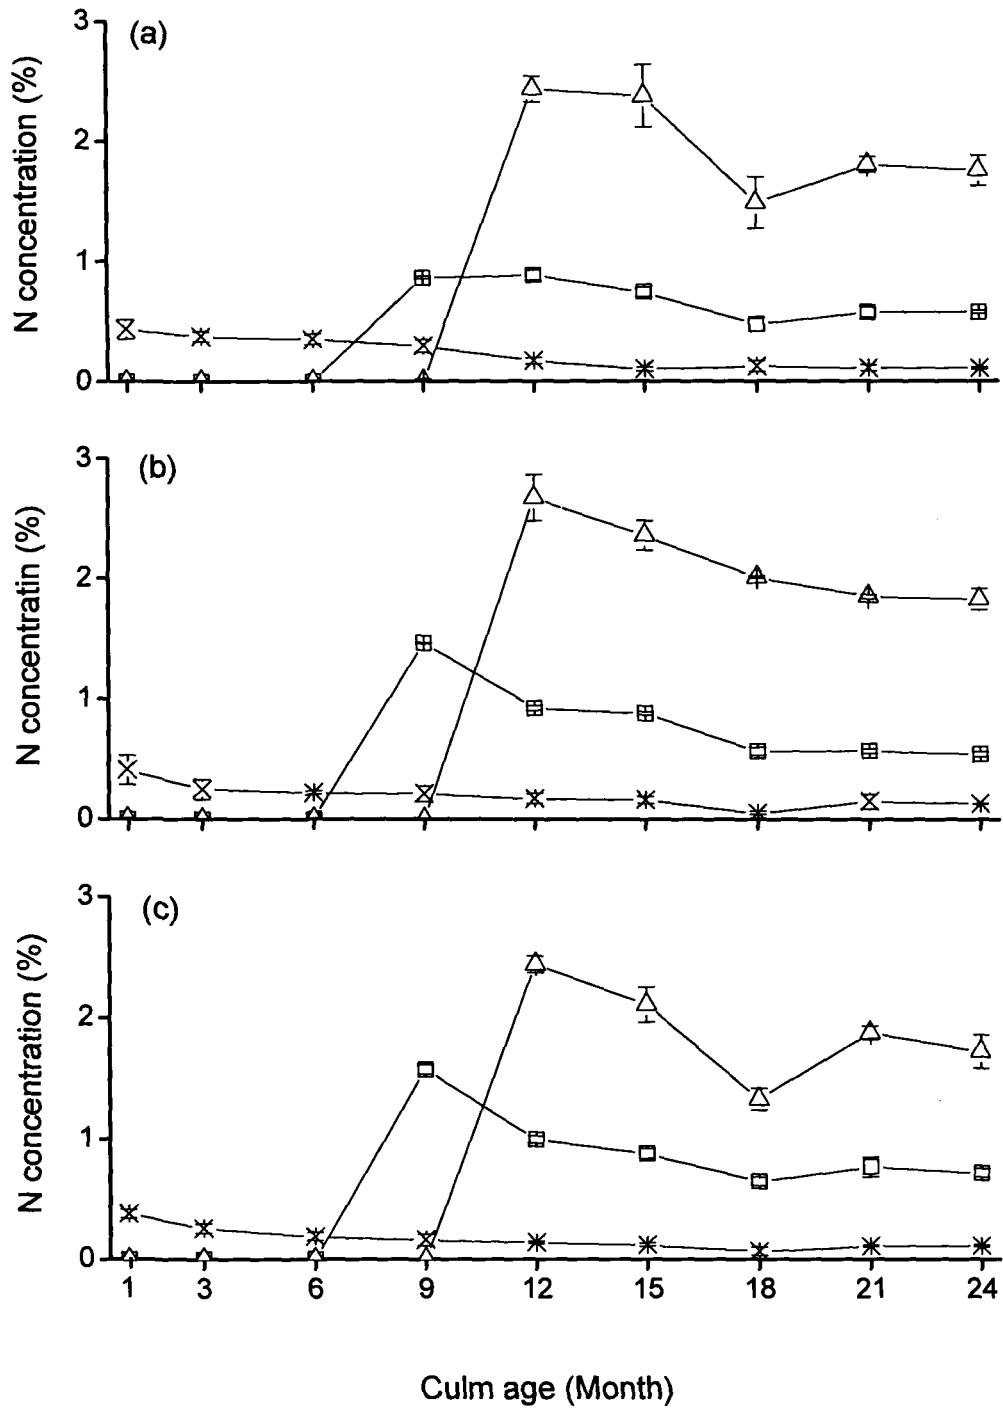 (a)
N concentration (%)
3
2
1
0
(b)
N concentratin (%)
3
2
1
0
(c)
N concentration (%)
3
2
1
0
1 3 6 9 12 15 18 21 24
Culm age (Month)